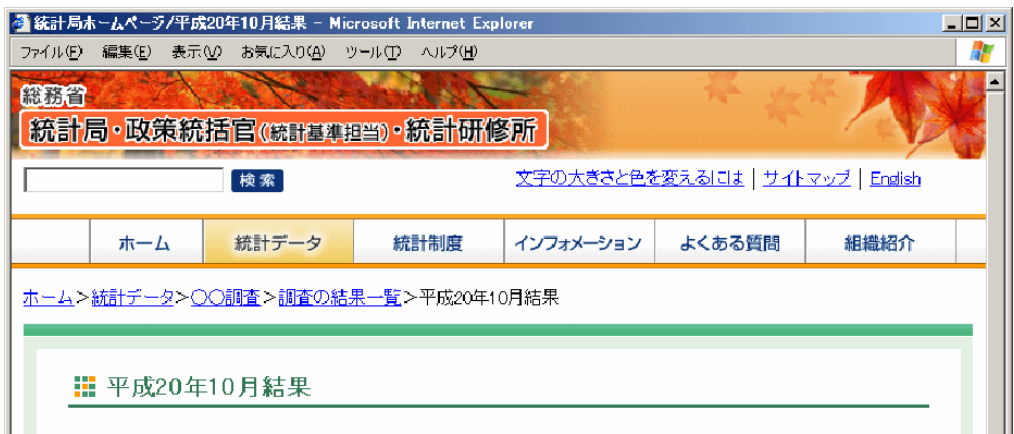 統計局ホームページ/平成20年10月結果 - Microsoft Internet Explorer
ファイル(F) 編集(E) 表示(V) お気に入り(A) ツール(T) ヘルプ(H)
総務省
統計局・政策統括官(統計基準担当)・統計研修所
検索 文字の大きさと色を変えるには | サイトマップ | English
ホーム 統計データ 統計制度 インフォメーション よくある質問 組織紹介
ホーム>統計データ>〇〇調査>調査の結果一覧>平成20年10月結果
平成20年10月結果